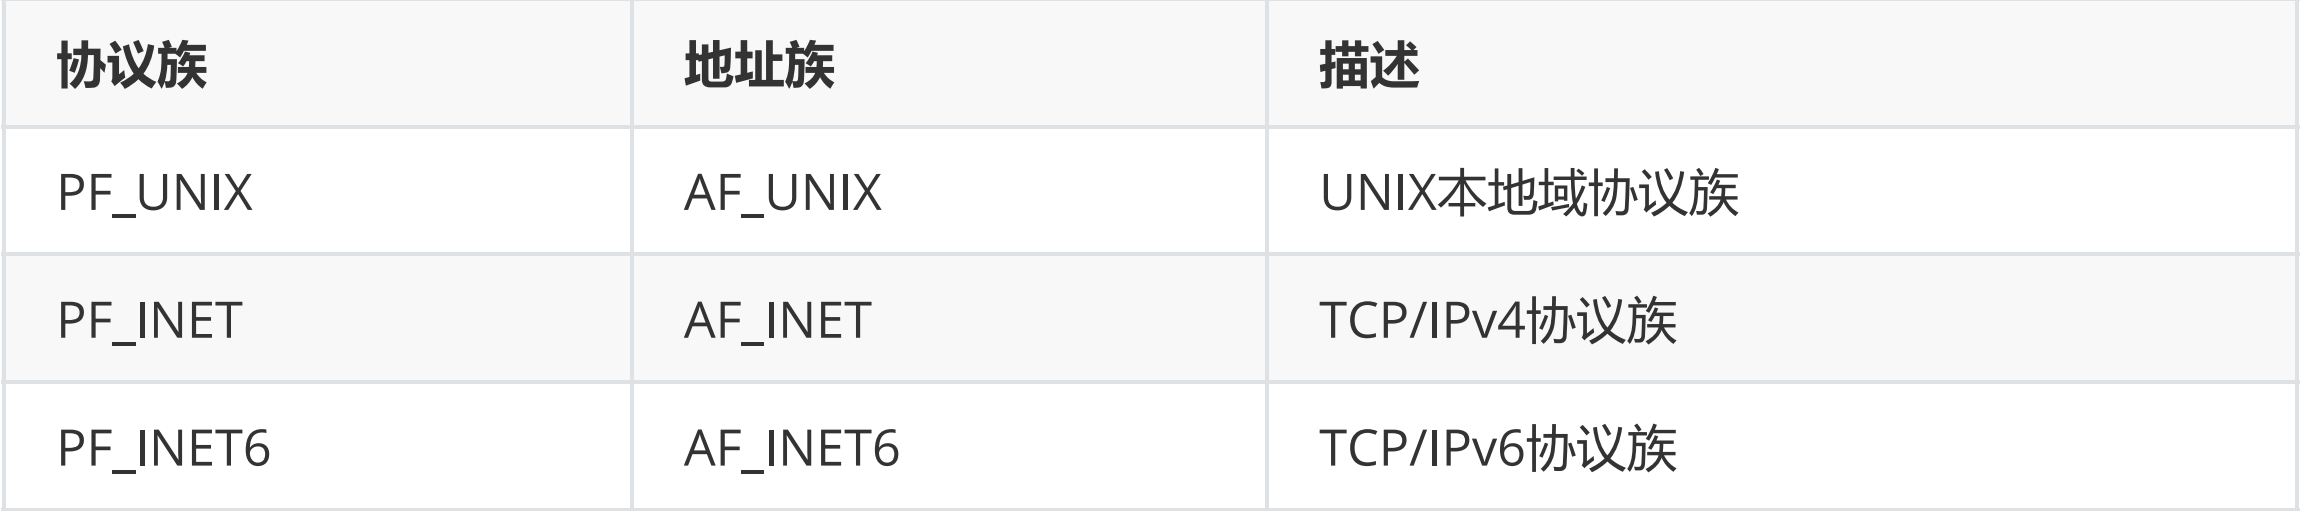 协议族 地址族 描述
PF_UNIX AF_UNIX UNIX本地域协议族
PF_INET AF_INET TCP/IPv4协议族
PF_INET6 AF_INET6 TCP/IPv6协议族